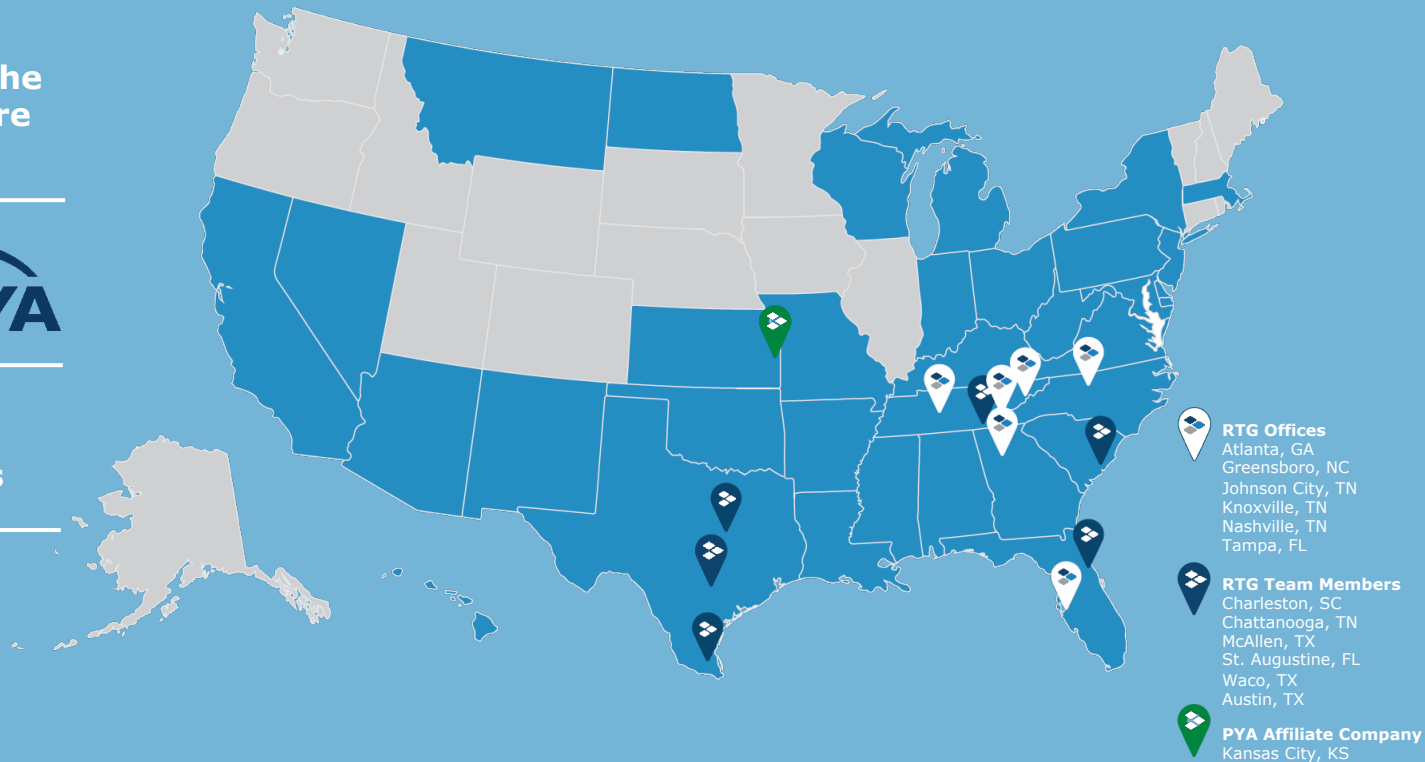 he
re
YA
s
RTG Offices
Atlanta, GA
Greensboro, NC
Johnson City, TN
Knoxville, TN
Nashville, TN
Tampa, FL
RTG Team Members
Charleston, SC
Chattanooga, TN
McAllen, TX
St. Augustine, FL
Waco, TX
Austin, TX
PYA Affiliate Company
Kansas City, KS